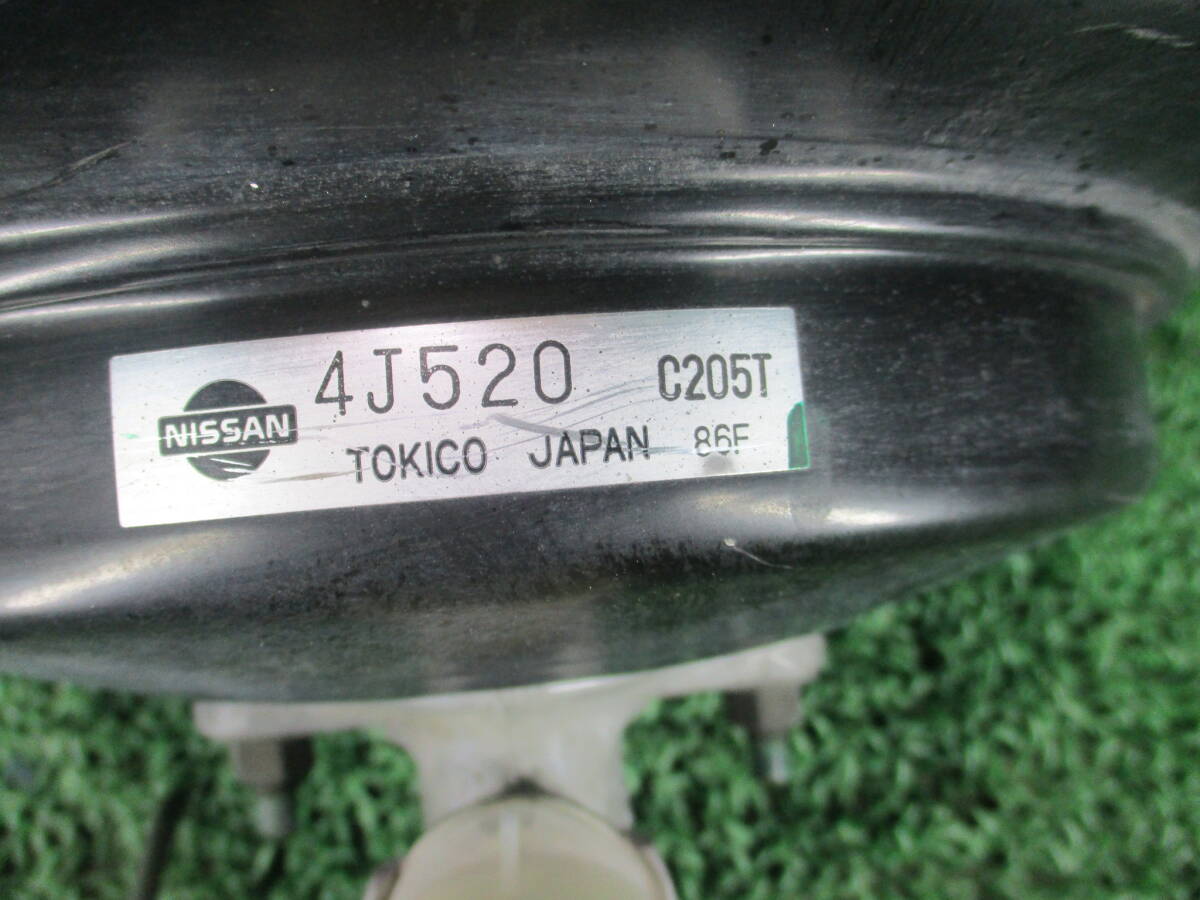 NISSAN 4J520 C205T
TOKICO JAPAN 86F